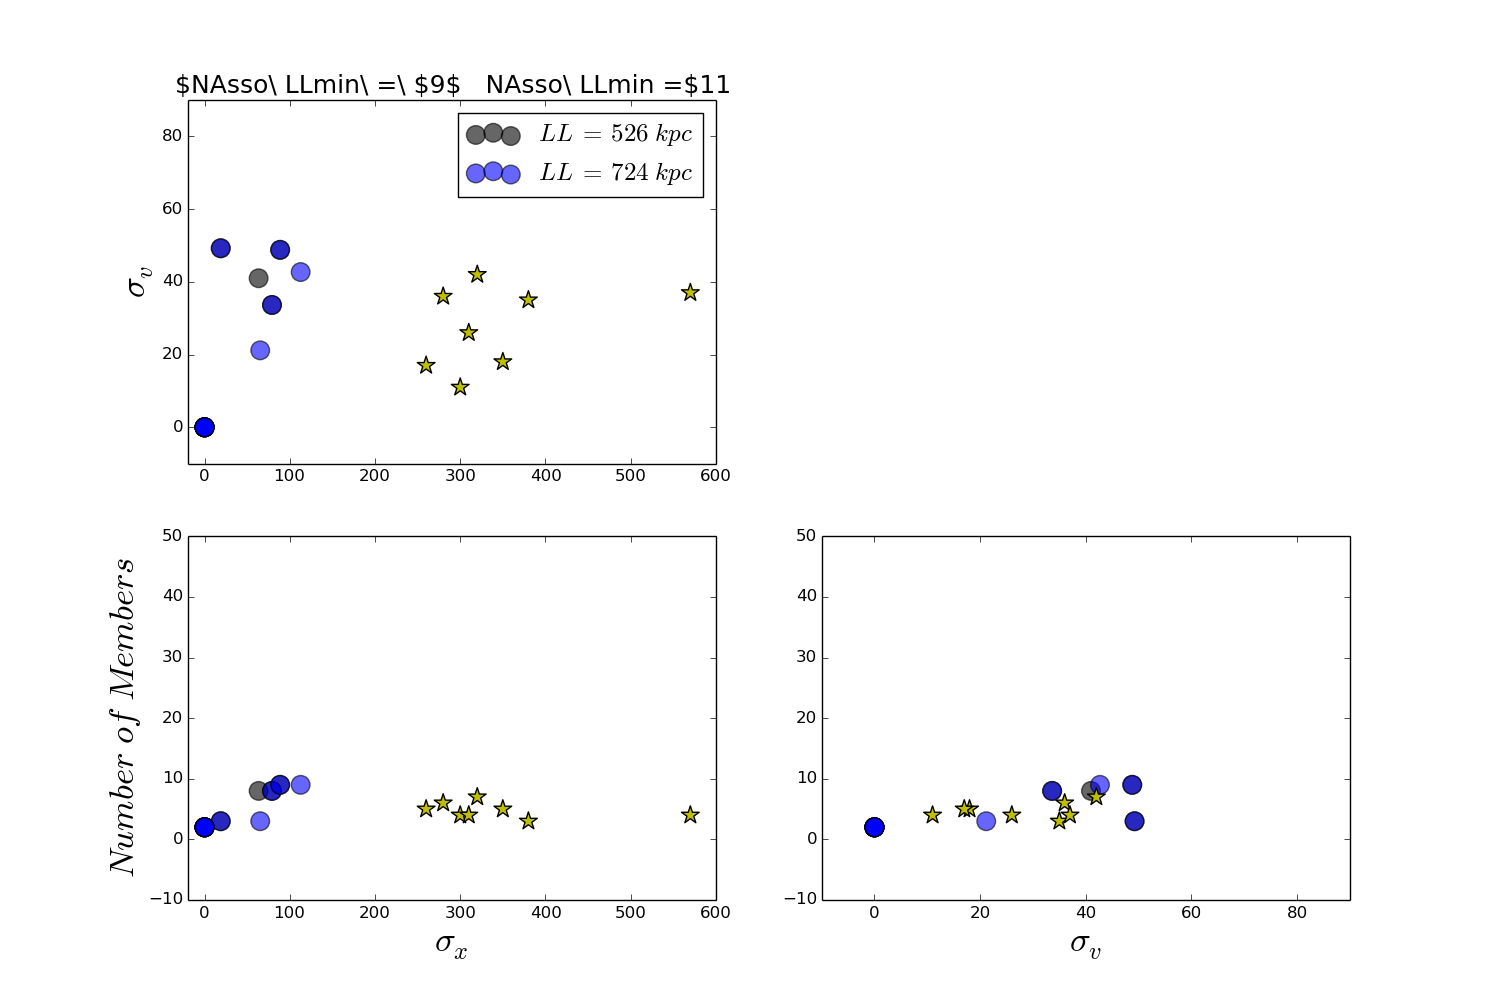 $NAsso\ LLmin\ =\ $9$   NAsso\ LLmin =$11
LL = 526 kpc
LL = 724 kpc
σ_v
80
60
40
20
0
0 100 200 300 400 500 600
Number of Members
50
40
30
20
10
0
−10
0 100 200 300 400 500 600
σ_x
50
40
30
20
10
0
−10
0 20 40 60 80
σ_v